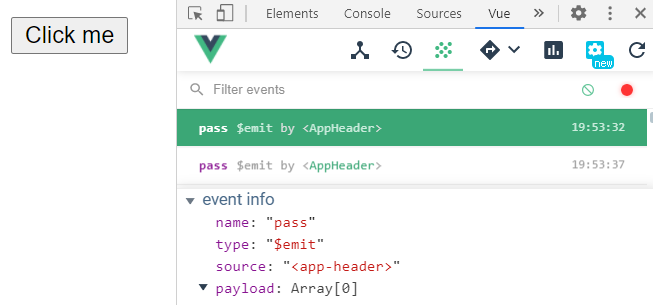 Click me
Elements Console Sources Vue »
new
Filter events
pass $emit by <AppHeader> 19:53:32
pass $emit by <AppHeader> 19:53:37
event info
name: "pass"
type: "$emit"
source: "<app-header>"
payload: Array[0]